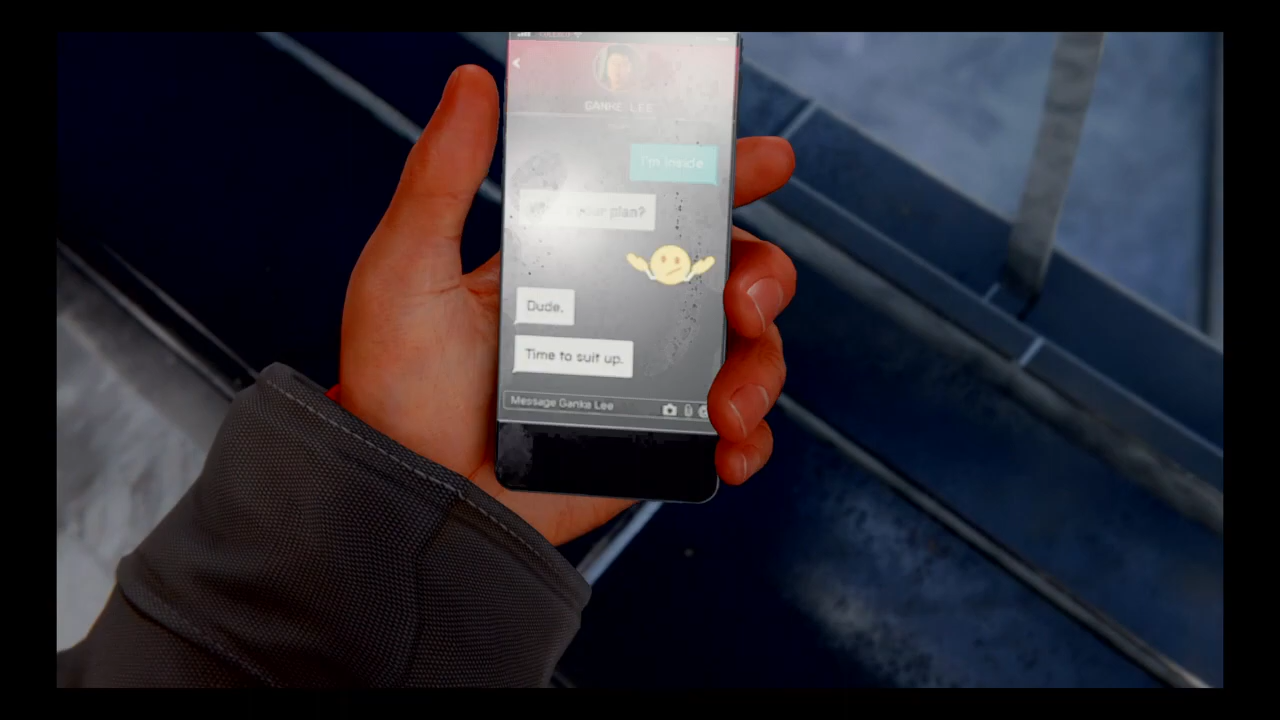 GANKE LEE
I'm inside
plan?
Dude.
Time to suit up.
Message Ganke Lee